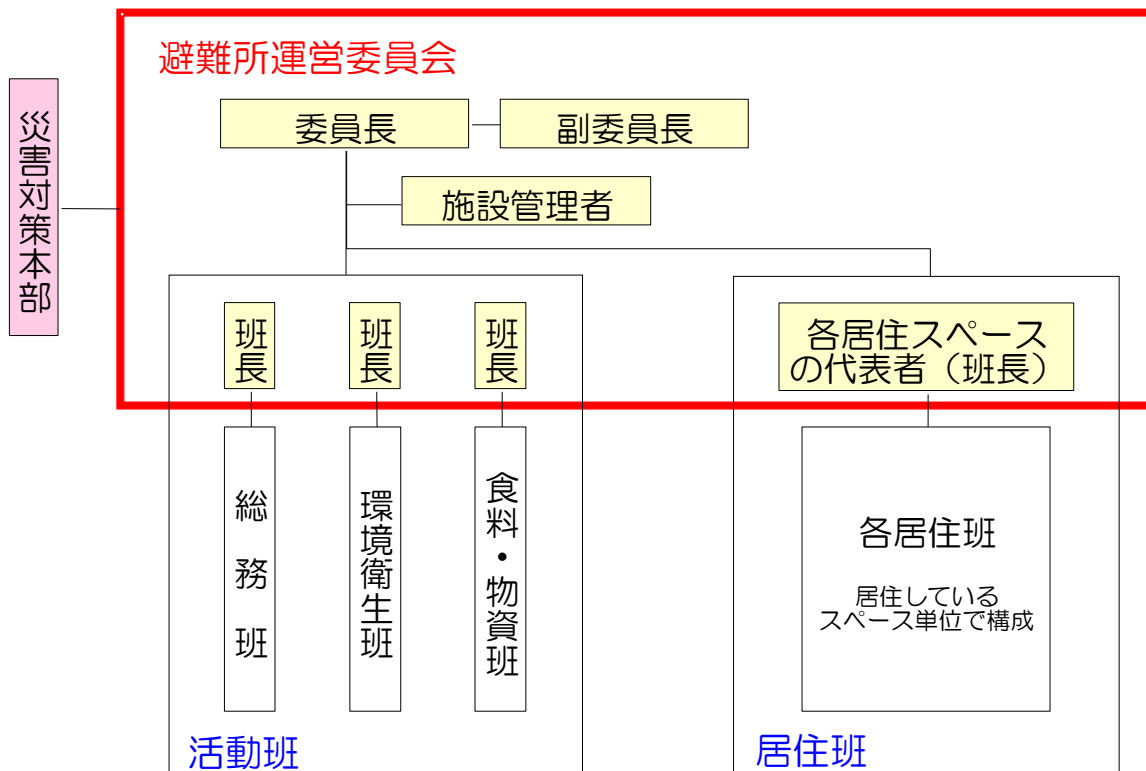 避難所運営委員会
災害対策本部
委員長
副委員長
施設管理者
班長
班長
班長
各居住スペース
の代表者（班長）
総務班
環境衛生班
食料・物資班
各居住班
居住している
スペース単位で構成
活動班
居住班